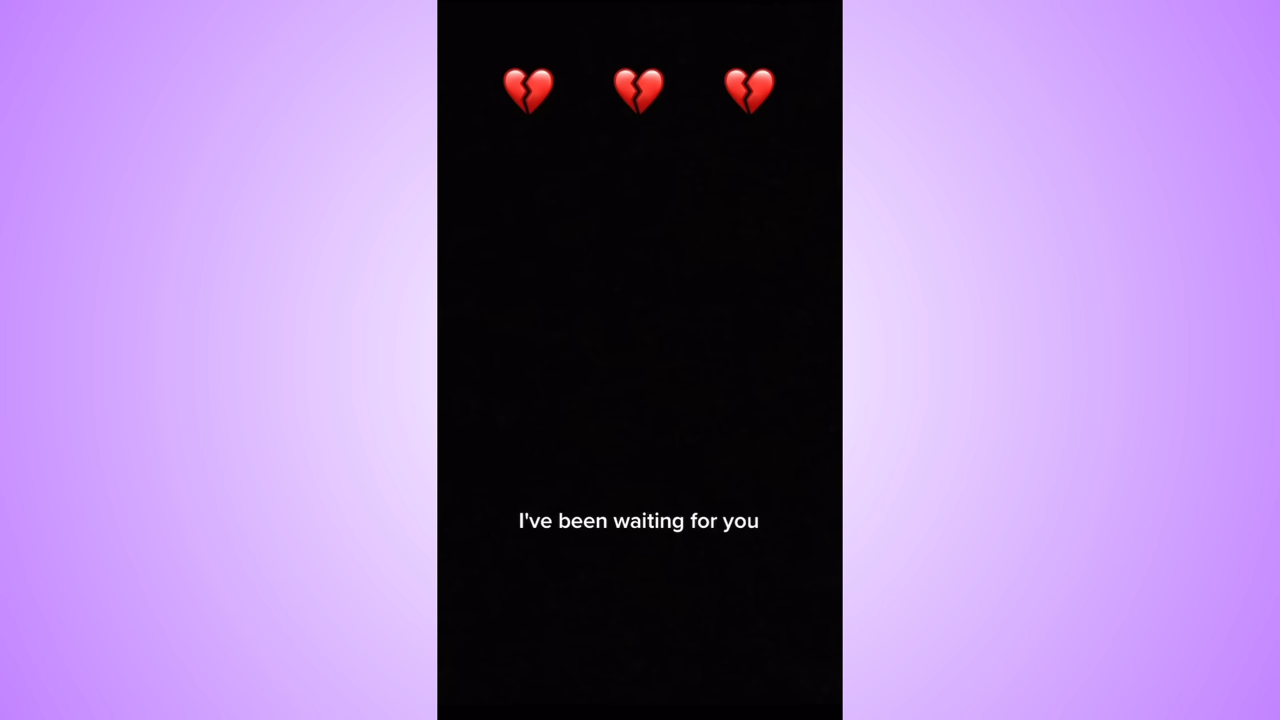 💔 💔 💔
I've been waiting for you